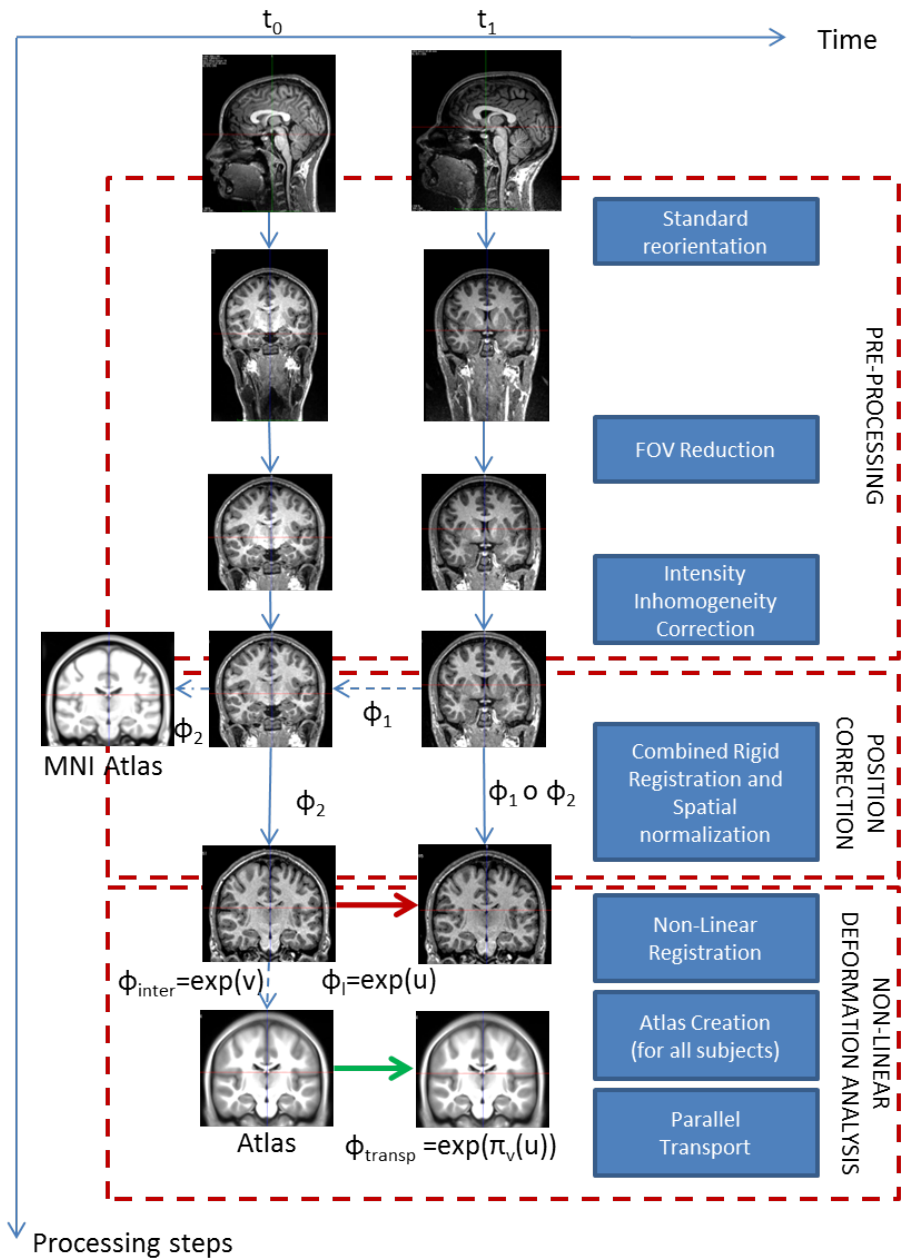 t0
t1
Time
Standard
reorientation
PRE-PROCESSING
FOV Reduction
Intensity
Inhomogeneity
Correction
ϕ2
ϕ1
MNI Atlas
POSITION
CORRECTION
Combined Rigid
Registration and
Spatial
normalization
ϕ2
ϕ1 o ϕ2
NON-LINEAR
DEFORMATION ANALYSIS
Non-Linear
Registration
ϕinter=exp(v)
ϕl=exp(u)
Atlas Creation
(for all subjects)
Parallel
Transport
Atlas
ϕtransp =exp(πv(u))
Processing steps